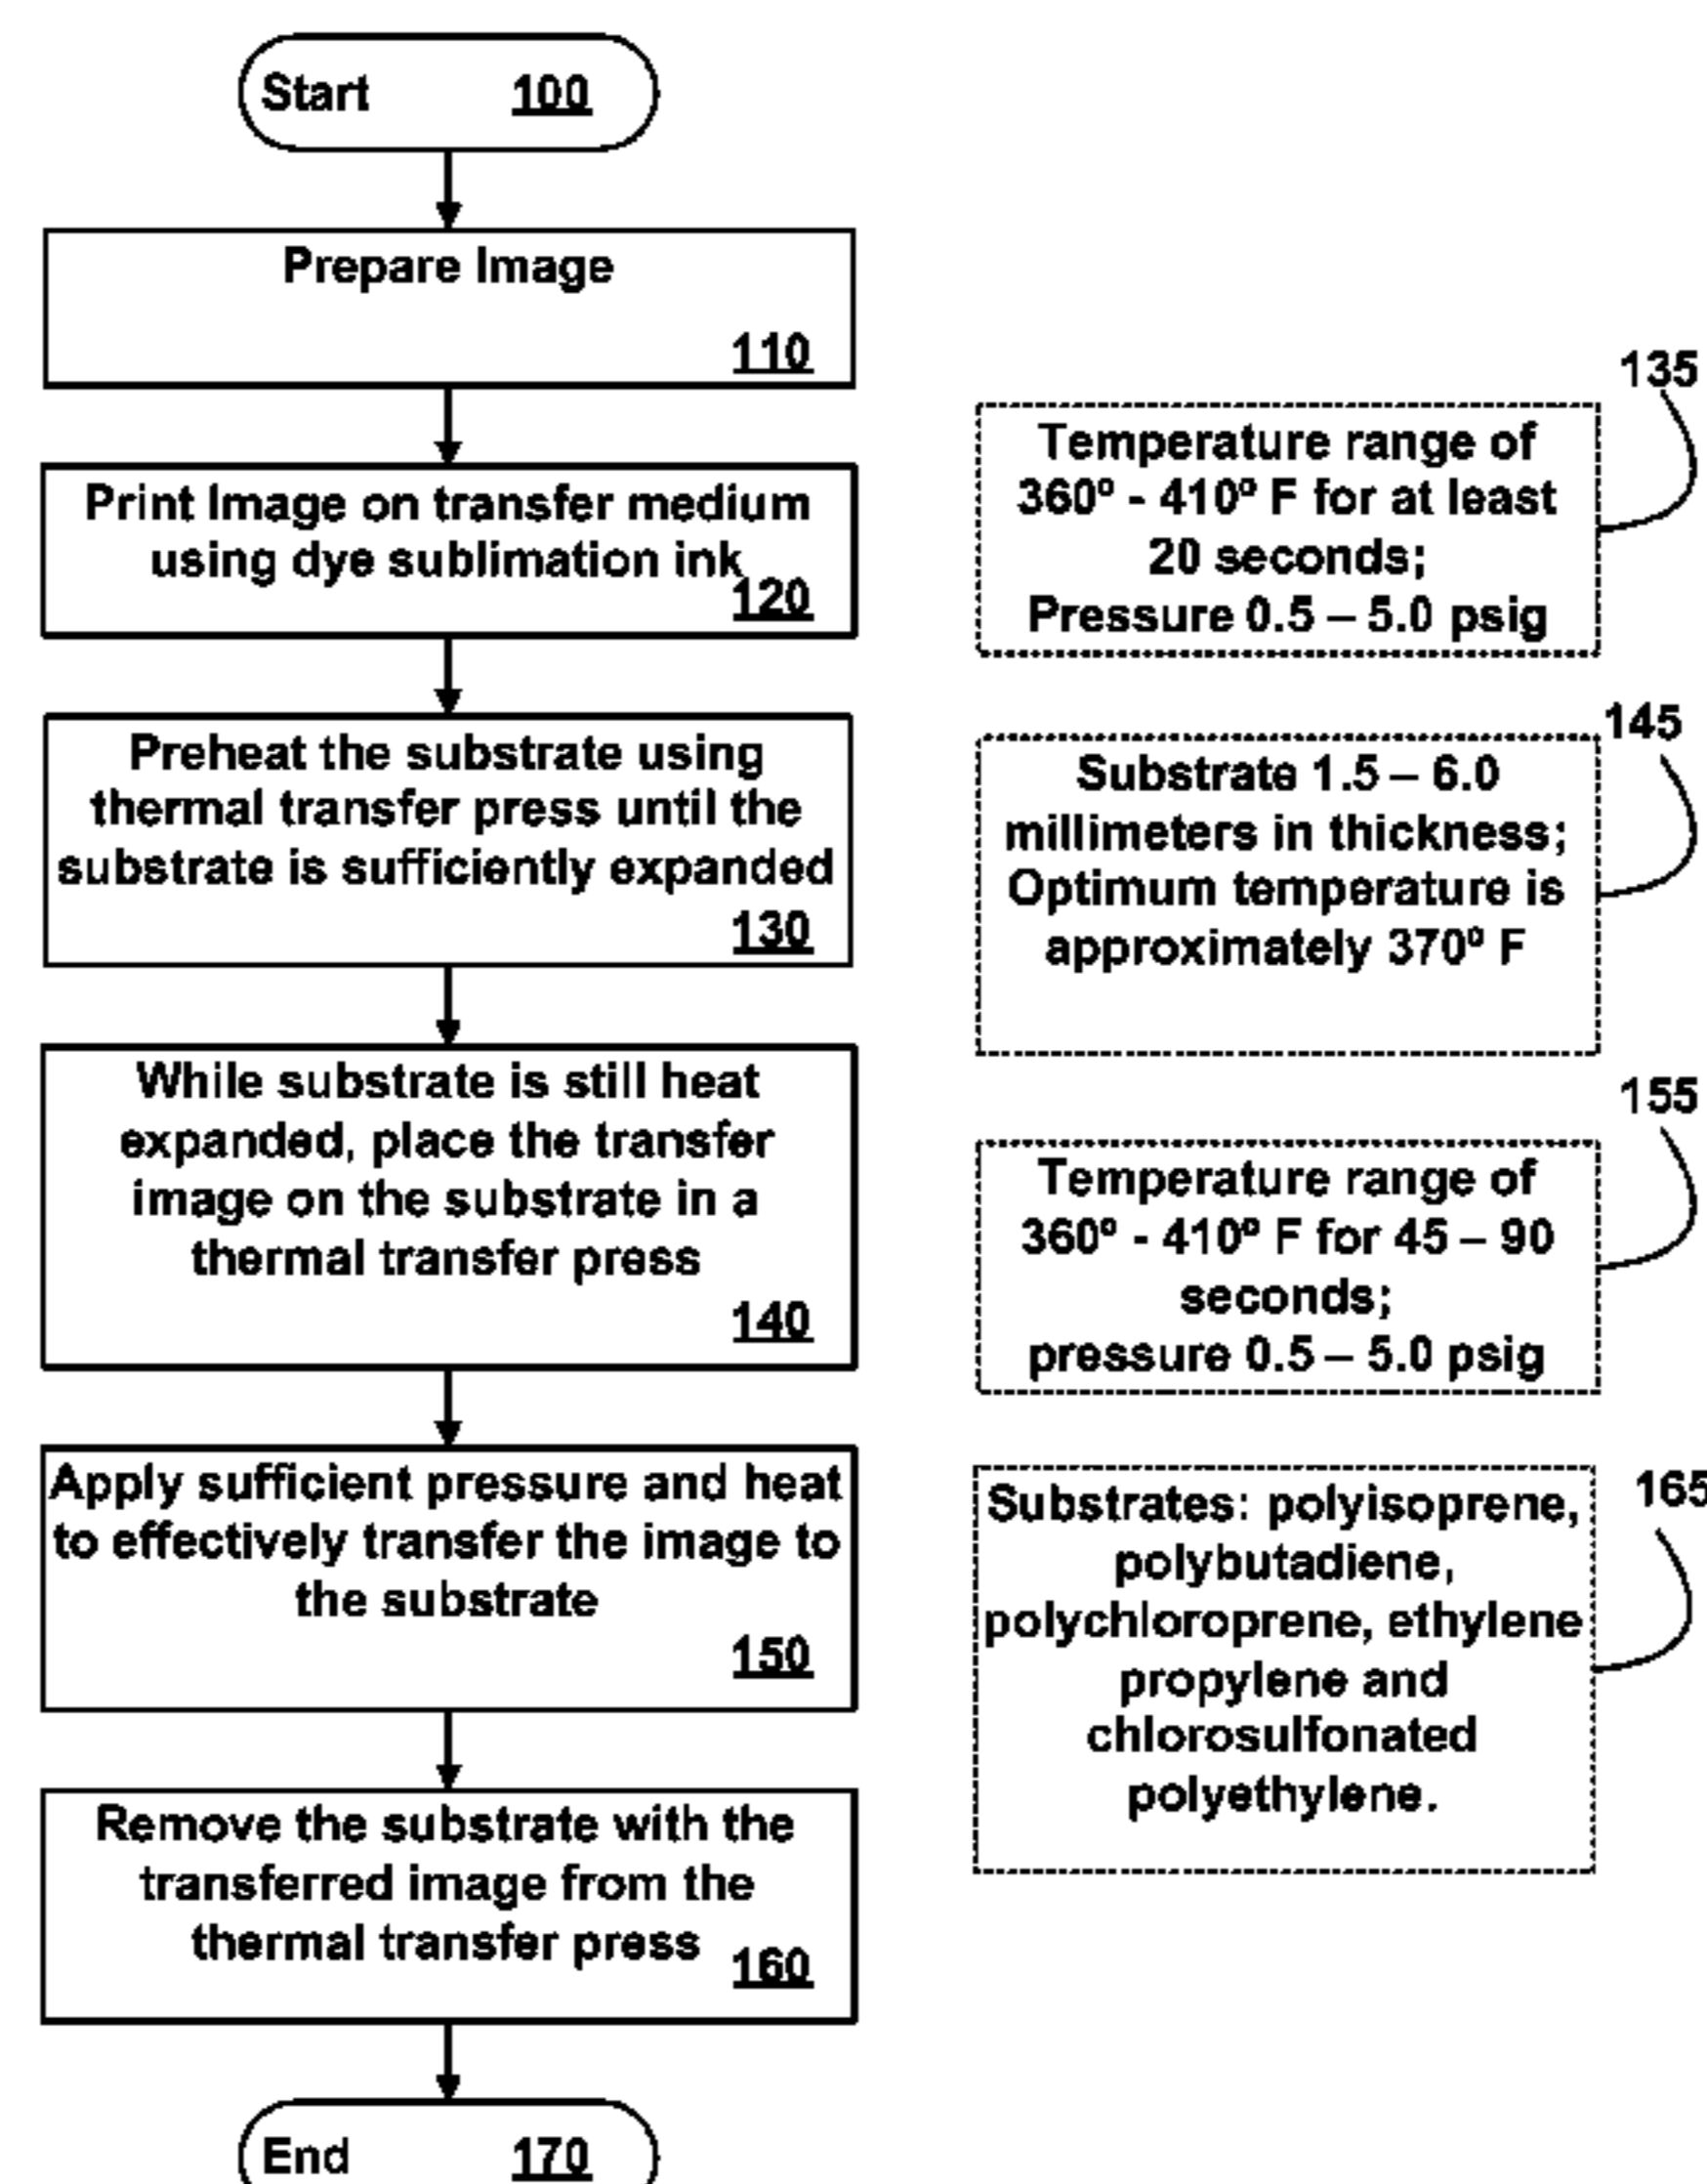 Start 100
Prepare Image
110
Print Image on transfer medium
using dye sublimation ink
120
Preheat the substrate using
thermal transfer press until the
substrate is sufficiently expanded
130
While substrate is still heat
expanded, place the transfer
image on the substrate in a
thermal transfer press
140
Apply sufficient pressure and heat
to effectively transfer the image to
the substrate
150
Remove the substrate with the
transferred image from the
thermal transfer press
160
End 170
135
Temperature range of
360º - 410º F for at least
20 seconds;
Pressure 0.5 – 5.0 psig
145
Substrate 1.5 – 6.0
millimeters in thickness;
Optimum temperature is
approximately 370º F
155
Temperature range of
360º - 410º F for 45 – 90
seconds;
pressure 0.5 – 5.0 psig
165
Substrates: polyisoprene,
polybutadiene,
polychloroprene, ethylene
propylene and
chlorosulfonated
polyethylene.